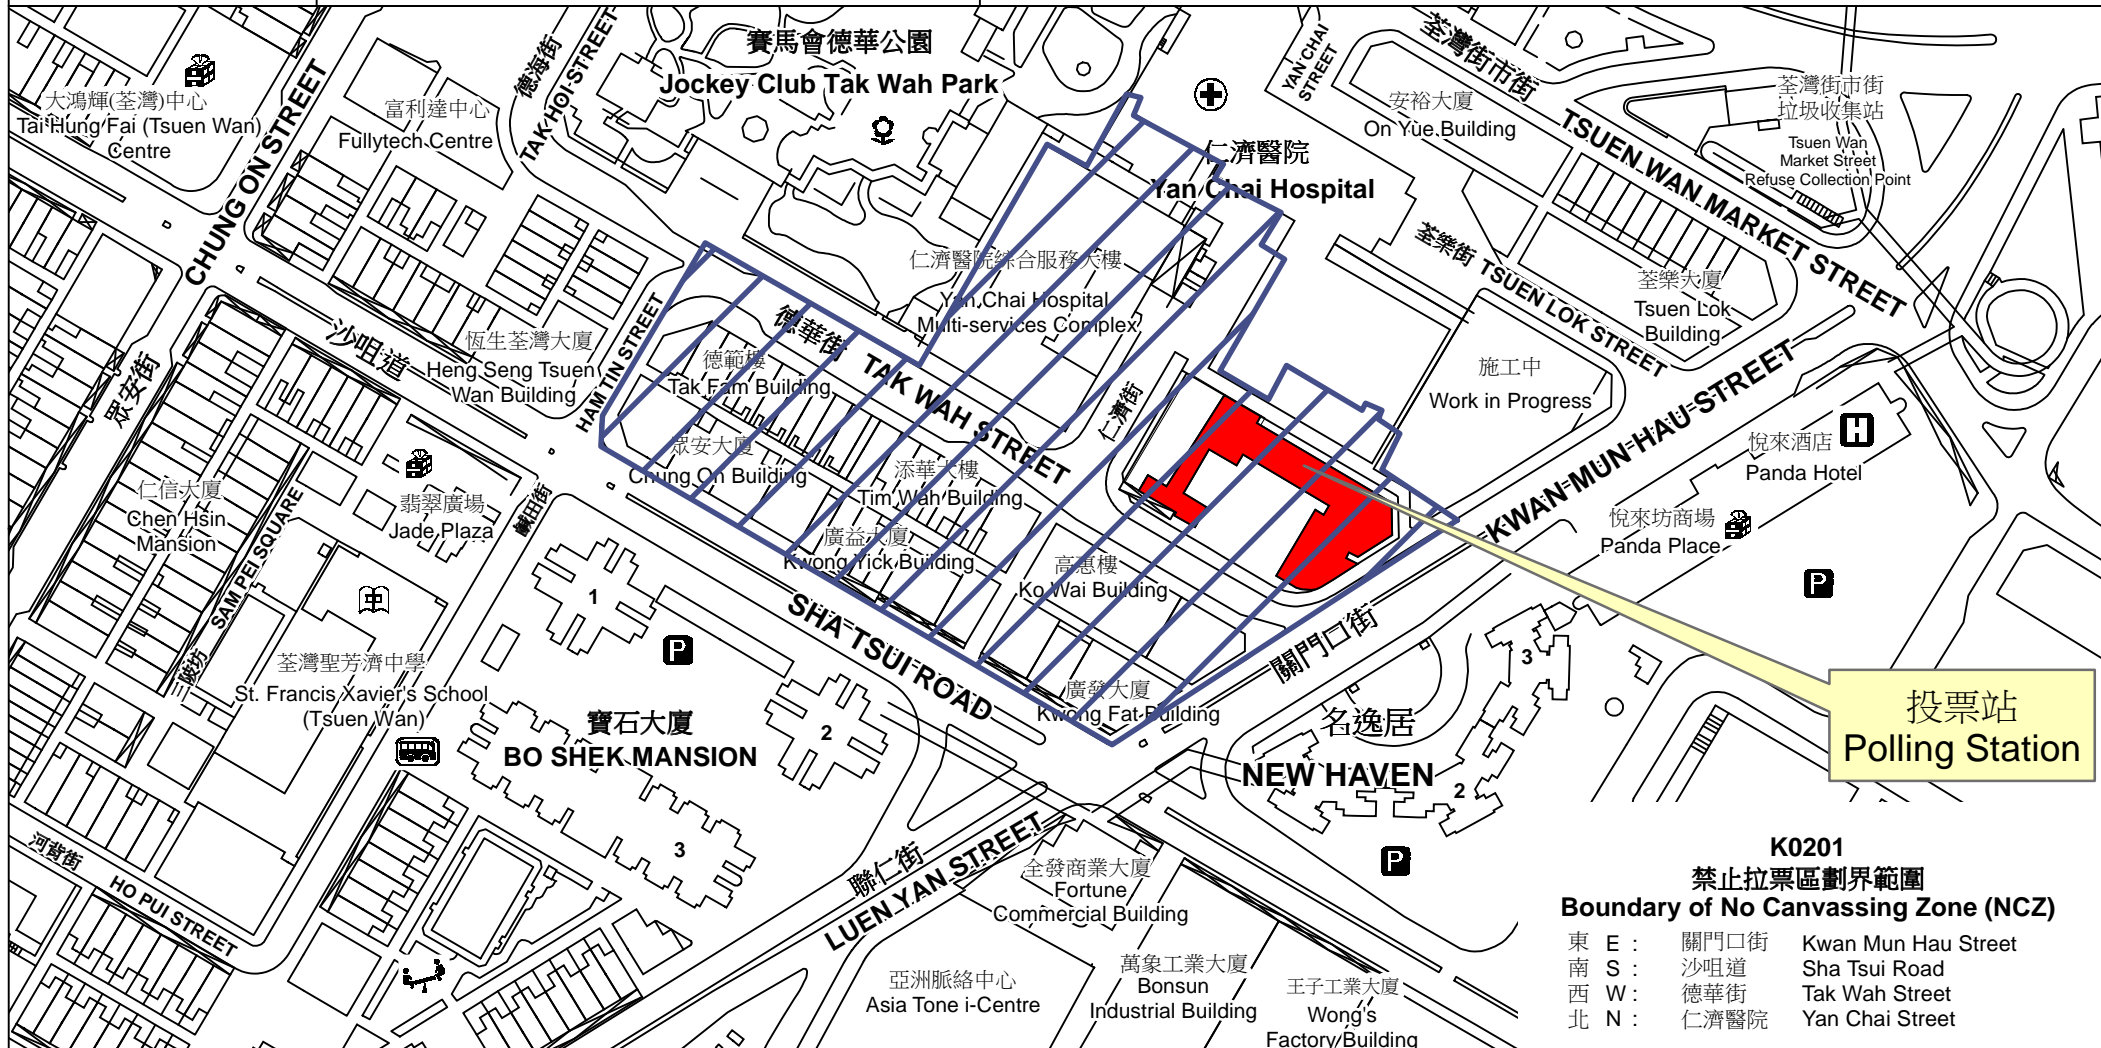 賽馬會德華公園
Jockey Club Tak Wah Park
德海街
TAK HOI STREET
YAN CHAI
STREET
荃灣街市街
TSUEN WAN MARKET STREET
大鴻輝(荃灣)中心
Tai Hung Fai (Tsuen Wan)
Centre
富利達中心
Fullytech Centre
CHUNG ON STREET
眾安街
安裕大廈
On Yue Building
荃灣街市街
垃圾收集站
Tsuen Wan
Market Street
Refuse Collection Point
仁濟醫院
Yan Chai Hospital
仁濟醫院綜合服務大樓
Yan Chai Hospital
Multi-services Complex
荃樂街 TSUEN LOK STREET
荃樂大廈
Tsuen Lok
Building
沙咀道
恆生荃灣大廈
Heng Seng Tsuen
Wan Building
HAM TIN STREET
鹹田街
德華街 TAK WAH STREET
德範樓
Tak Fam Building
仁濟街
施工中
Work in Progress
KWAN MUN HAU STREET
關門口街
悅來酒店
H
Panda Hotel
眾安大廈
Chung On Building
添華大樓
Tim Wah Building
仁信大廈
Chen Hsin
Mansion
SAM PEI SQUARE
三陂坊
翡翠廣場
Jade Plaza
悅來坊商場
Panda Place
P
廣益大廈
Kwong Yick Building
高惠樓
Ko Wai Building
1
P
SHA TSUI ROAD
荃灣聖芳濟中學
St. Francis Xavier's School
(Tsuen Wan)
寶石大廈
BO SHEK MANSION
2
3
廣發大廈
Kwong Fat Building
名逸居
NEW HAVEN
3
2
P
投票站
Polling Station
河背街
HO PUI STREET
聯仁街
LUEN YAN STREET
全發商業大廈
Fortune
Commercial Building
亞洲脈絡中心
Asia Tone i-Centre
萬象工業大廈
Bonsun
Industrial Building
王子工業大廈
Wong's
Factory Building
K0201
禁止拉票區劃界範圍
Boundary of No Canvassing Zone (NCZ)
東 E : 關門口街 Kwan Mun Hau Street
南 S : 沙咀道 Sha Tsui Road
西 W : 德華街 Tak Wah Street
北 N : 仁濟醫院 Yan Chai Street